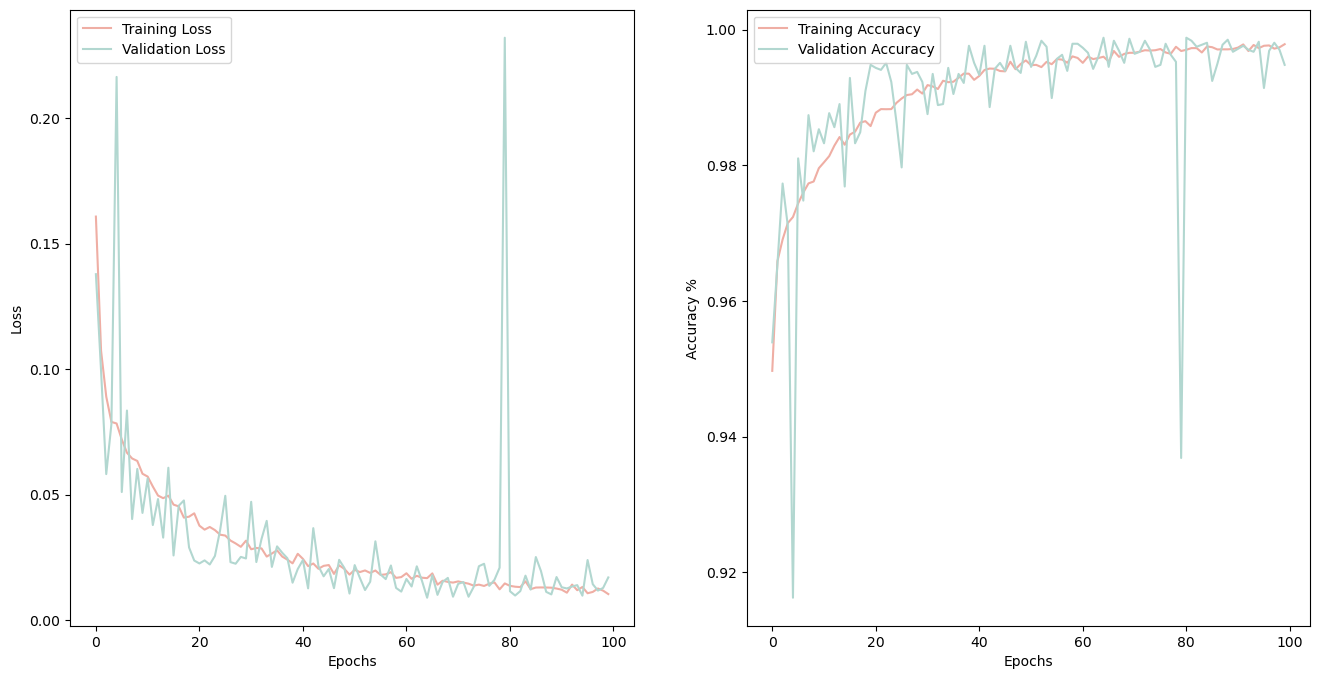 Training Loss
Validation Loss
0.20
0.15
0.10
0.05
0.00
Loss
0 20 40 60 80 100
Epochs
Training Accuracy
Validation Accuracy
1.00
0.98
0.96
0.94
0.92
Accuracy %
0 20 40 60 80 100
Epochs